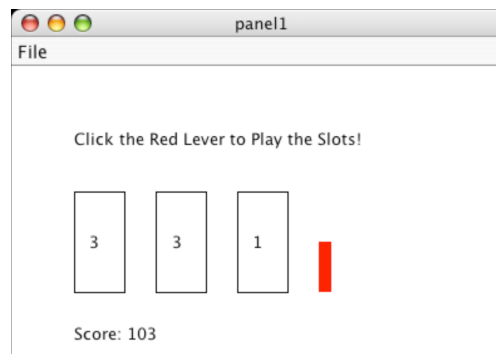 panel1
File
Click the Red Lever to Play the Slots!
3 3 1
Score: 103